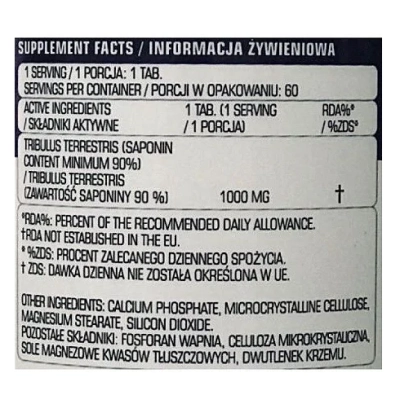 SUPPLEMENT FACTS / INFORMACJA ŻYWIENIOWA
1 SERVING / 1 PORCJA: 1 TAB.
SERVINGS PER CONTAINER / PORCJI W OPAKOWANIU: 60
ACTIVE INGREDIENTS 1 TAB. (1 SERVING RDA%*
/SKŁADNIKI AKTYWNE / 1 PORCJA) / %ZDS*
TRIBULUS TERRESTRIS (SAPONIN
CONTENT MINIMUM 90%)
/ TRIBULUS TERRESTRIS
(ZAWARTOŚĆ SAPONINY 90 %) 1000 MG †
*RDA%: PERCENT OF THE RECOMMENDED DAILY ALLOWANCE.
†RDA NOT ESTABLISHED IN THE EU.
* %ZDS: PROCENT ZALECANEGO DZIENNEGO SPOŻYCIA.
† ZDS: DAWKA DZIENNA NIE ZOSTAŁA OKREŚLONA W UE.
OTHER INGREDIENTS: CALCIUM PHOSPHATE, MICROCRYSTALLINE CELLULOSE,
MAGNESIUM STEARATE, SILICON DIOXIDE.
POZOSTAŁE SKŁADNIKI: FOSFORAN WAPNIA, CELULOZA MIKROKRYSTALICZNA,
SOLE MAGNEZOWE KWASÓW TŁUSZCZOWYCH, DWUTLENEK KRZEMU.